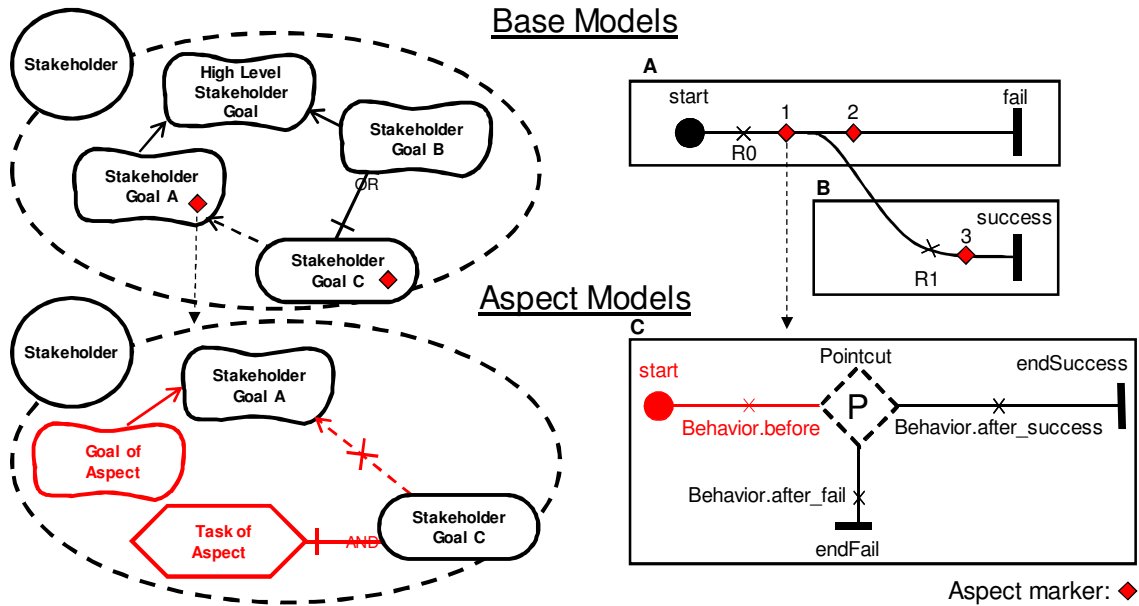 Base Models
Stakeholder
High Level
Stakeholder
Goal
Stakeholder
Goal B
Stakeholder
Goal A
OR
Stakeholder
Goal C
A
start
1
2
fail
R0
B
success
3
R1
Aspect Models
Stakeholder
Stakeholder
Goal A
Goal of
Aspect
Task of
Aspect
AND
Stakeholder
Goal C
C
start
Pointcut
endSuccess
P
Behavior.before
Behavior.after_success
Behavior.after_fail
endFail
Aspect marker: